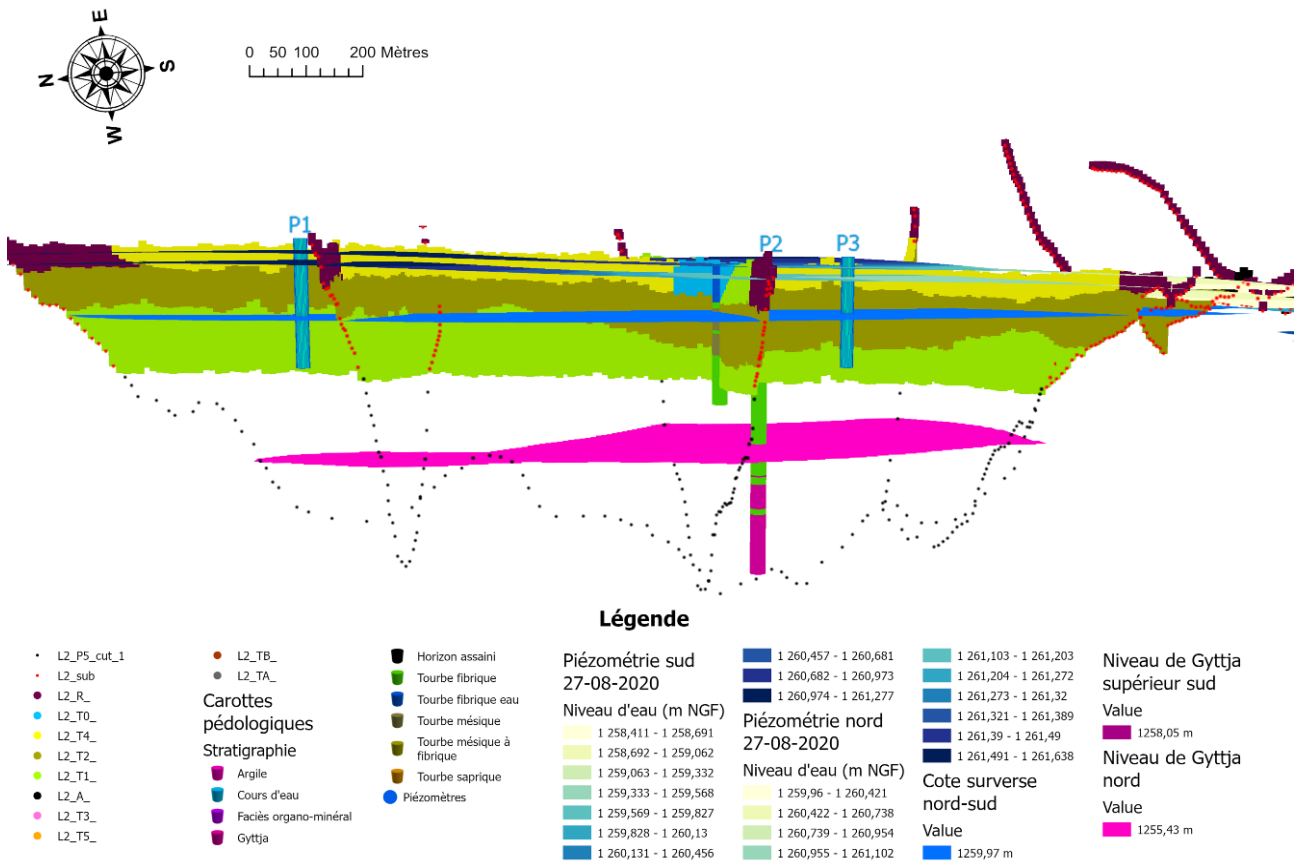 E
N
S
W
0 50 100 200 Mètres
P1
P2
P3
Légende
L2_P5_cut_1
L2_sub
L2_R_
L2_T0_
L2_T4_
L2_T2_
L2_T1_
L2_A_
L2_T3_
L2_T5_
L2_TB_
L2_TA_
Carottes
pédologiques
Stratigraphie
Argile
Cours d'eau
Faciès organo-minéral
Gyttja
Horizon assaini
Tourbe fibrique
Tourbe fibrique eau
Tourbe mésique
Tourbe mésique à
fibrique
Tourbe saprique
Piézomètres
Piézométrie sud
27-08-2020
Niveau d'eau (m NGF)
1 258,411 - 1 258,691
1 258,692 - 1 259,062
1 259,063 - 1 259,332
1 259,333 - 1 259,568
1 259,569 - 1 259,827
1 259,828 - 1 260,13
1 260,131 - 1 260,456
1 260,457 - 1 260,681
1 260,682 - 1 260,973
1 260,974 - 1 261,277
Piézométrie nord
27-08-2020
Niveau d'eau (m NGF)
1 259,96 - 1 260,421
1 260,422 - 1 260,738
1 260,739 - 1 260,954
1 260,955 - 1 261,102
1 261,103 - 1 261,203
1 261,204 - 1 261,272
1 261,273 - 1 261,32
1 261,321 - 1 261,389
1 261,39 - 1 261,49
1 261,491 - 1 261,638
Cote surverse
nord-sud
Value
1259,97 m
Niveau de Gyttja
supérieur sud
Value
1258,05 m
Niveau de Gyttja
nord
Value
1255,43 m